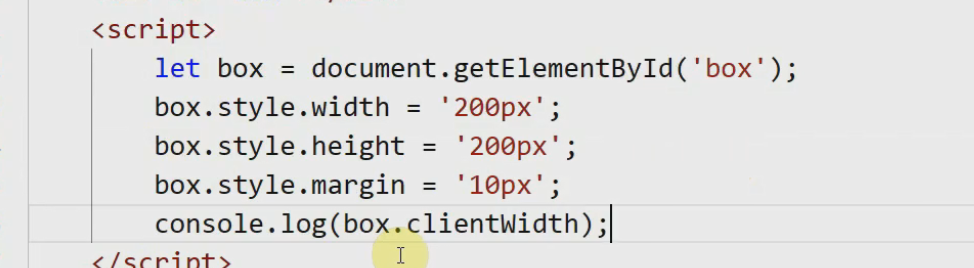 <script>
let box = document.getElementById('box');
box.style.width = '200px';
box.style.height = '200px';
box.style.margin = '10px';
console.log(box.clientWidth);
</script>